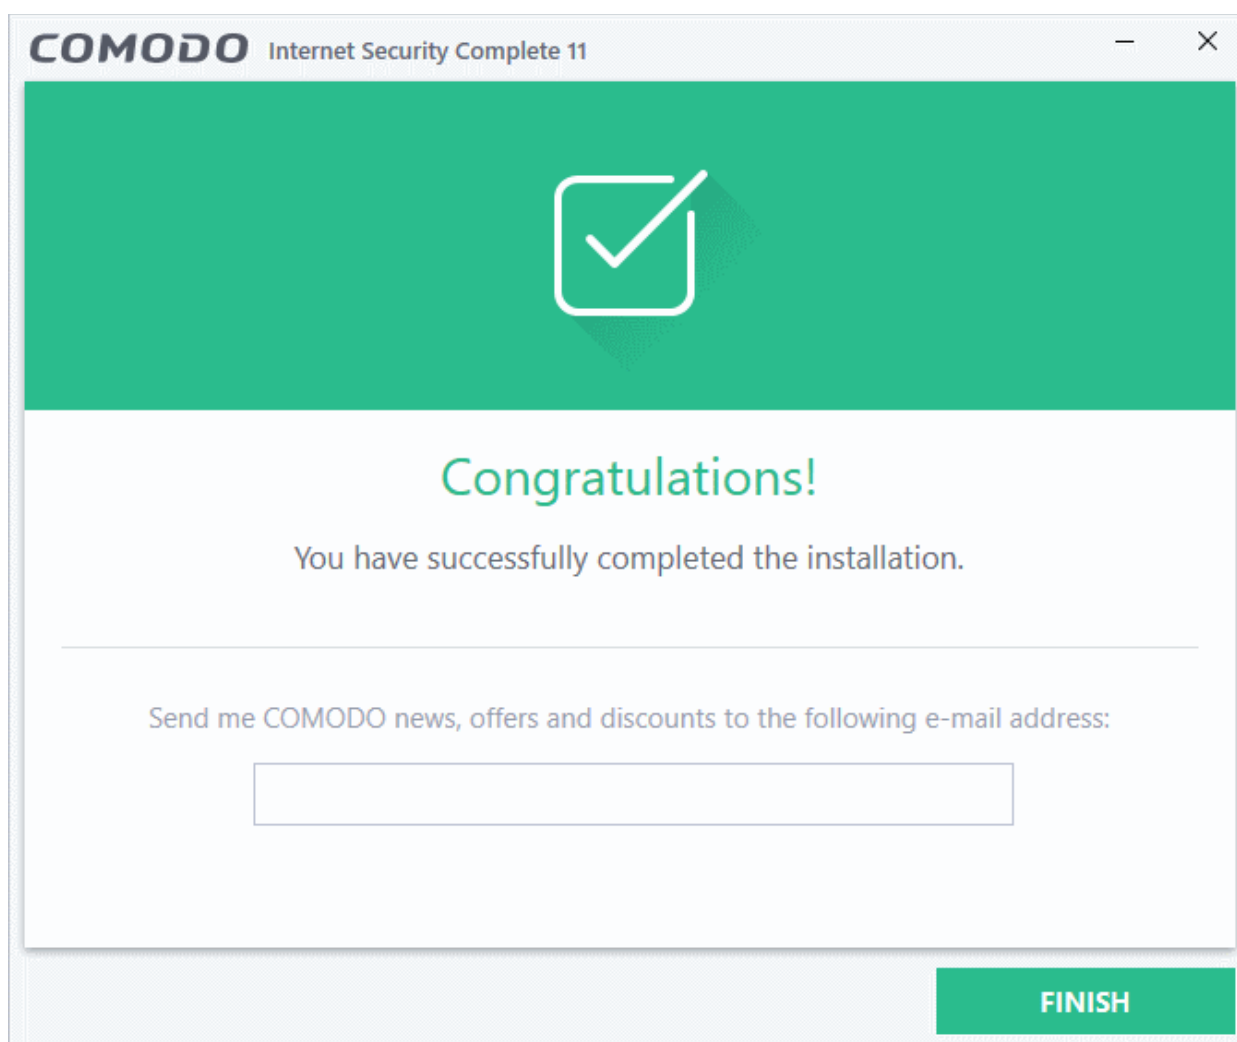 COMODO Internet Security Complete 11
Congratulations!
You have successfully completed the installation.
Send me COMODO news, offers and discounts to the following e-mail address:
FINISH